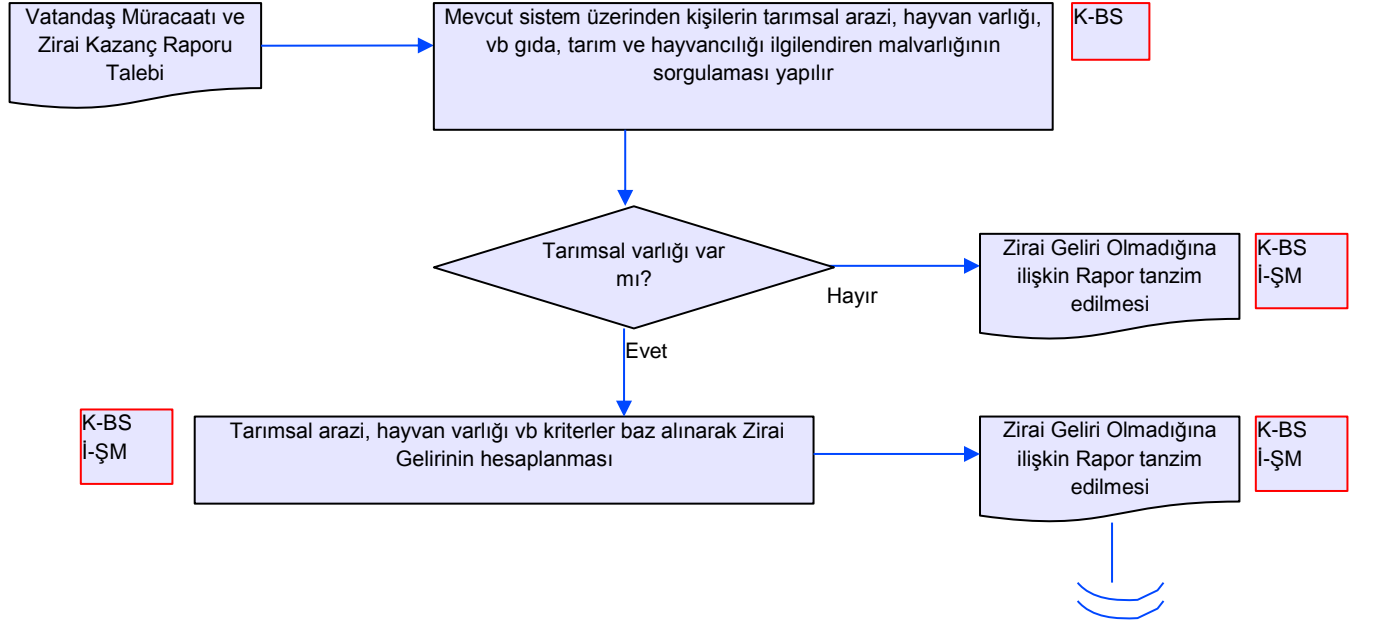 Vatandaş Müracaatı ve
Zirai Kazanç Raporu
Talebi
Mevcut sistem üzerinden kişilerin tarımsal arazi, hayvan varlığı,
vb gıda, tarım ve hayvancılığı ilgilendiren malvarlığının
sorgulaması yapılır
K-BS
Tarımsal varlığı var
mı?
Hayır
Zirai Geliri Olmadığına
ilişkin Rapor tanzim
edilmesi
K-BS
İ-ŞM
Evet
K-BS
İ-ŞM
Tarımsal arazi, hayvan varlığı vb kriterler baz alınarak Zirai
Gelirinin hesaplanması
Zirai Geliri Olmadığına
ilişkin Rapor tanzim
edilmesi
K-BS
İ-ŞM